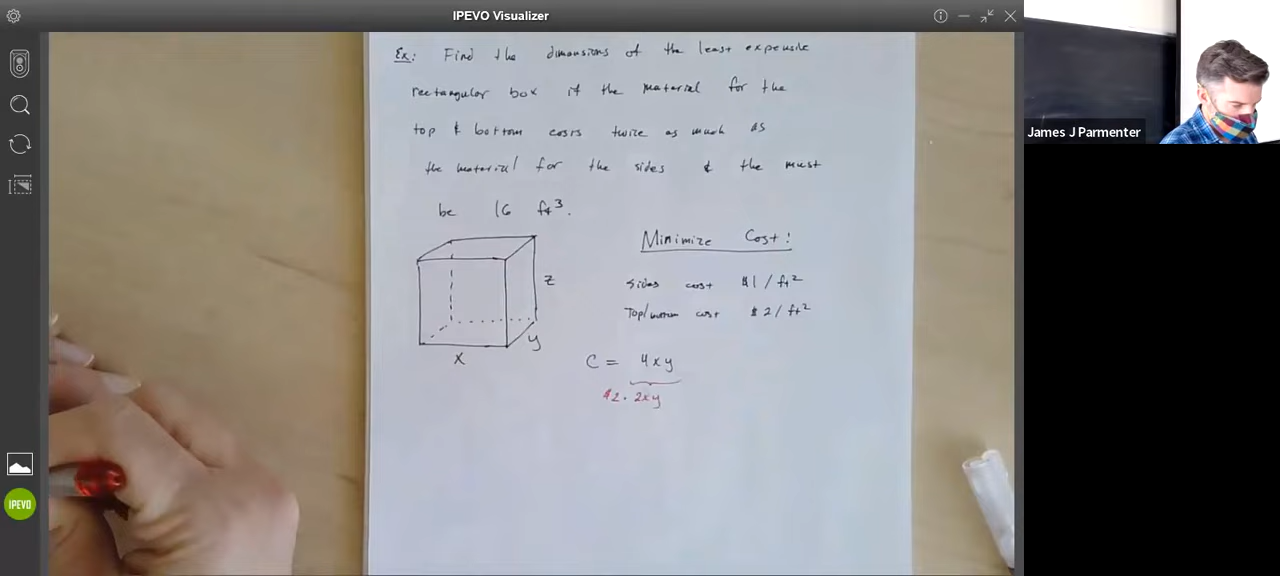 IPEVO Visualizer
Ex: Find the dimensions of the least expensive
rectangular box if the material for the
top & bottom costs twice as much as
the material for the sides & the must
be 16 ft³.
Minimize Cost:
Sides cost $1/ft²
Top/bottom cost $2/ft²
z
y
x
C = 4xy
$2 · 2xy
James J Parmenter
IPEVO